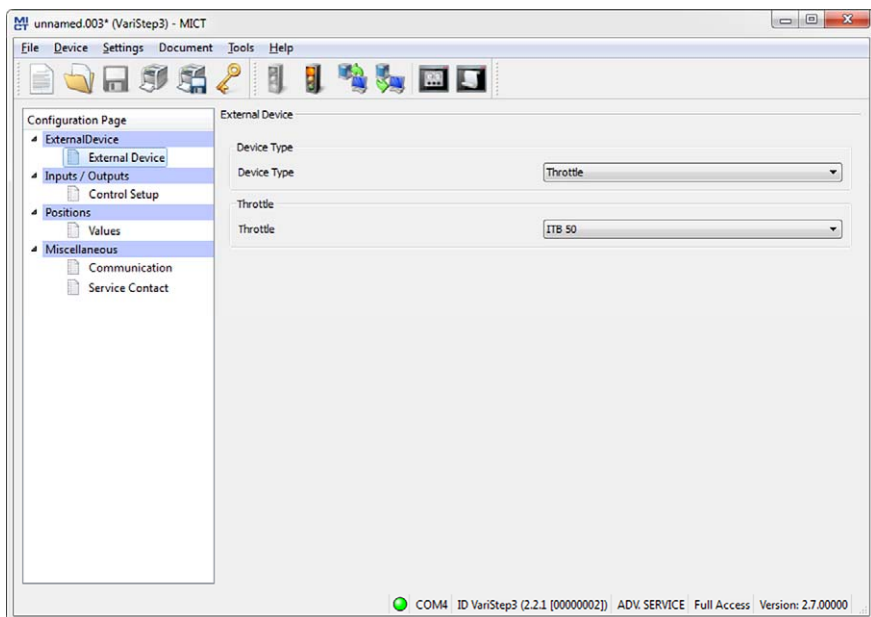 unnamed.003* (VariStep3) - MICT
File Device Settings Document Tools Help
Configuration Page
ExternalDevice
External Device
Inputs / Outputs
Control Setup
Positions
Values
Miscellaneous
Communication
Service Contact
External Device
Device Type
Device Type Throttle
Throttle
Throttle ITB 50
COM4 ID VariStep3 (2.2.1 [00000002]) ADV. SERVICE Full Access Version: 2.7.00000